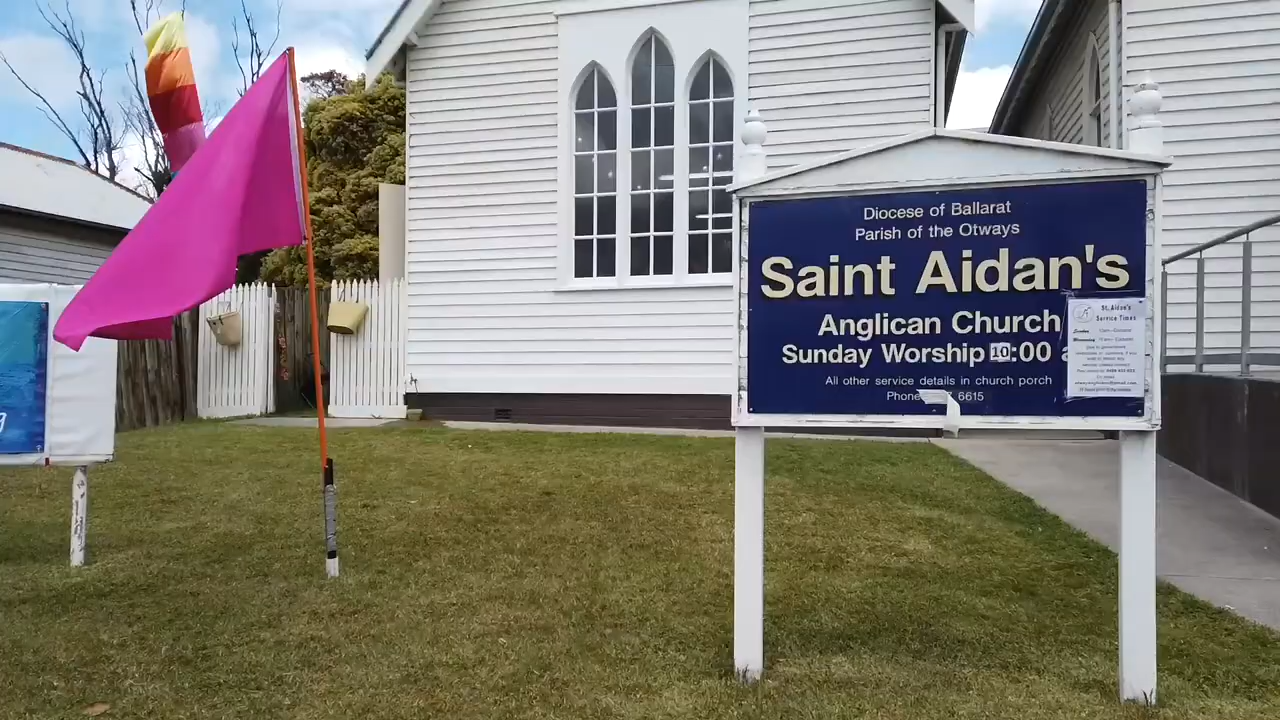 Diocese of Ballarat
Parish of the Otways
Saint Aidan's
Anglican Church
Sunday Worship 10:00 a
All other service details in church porch
Phone 6615
St. Aidan's
Service Times
Sunday
g